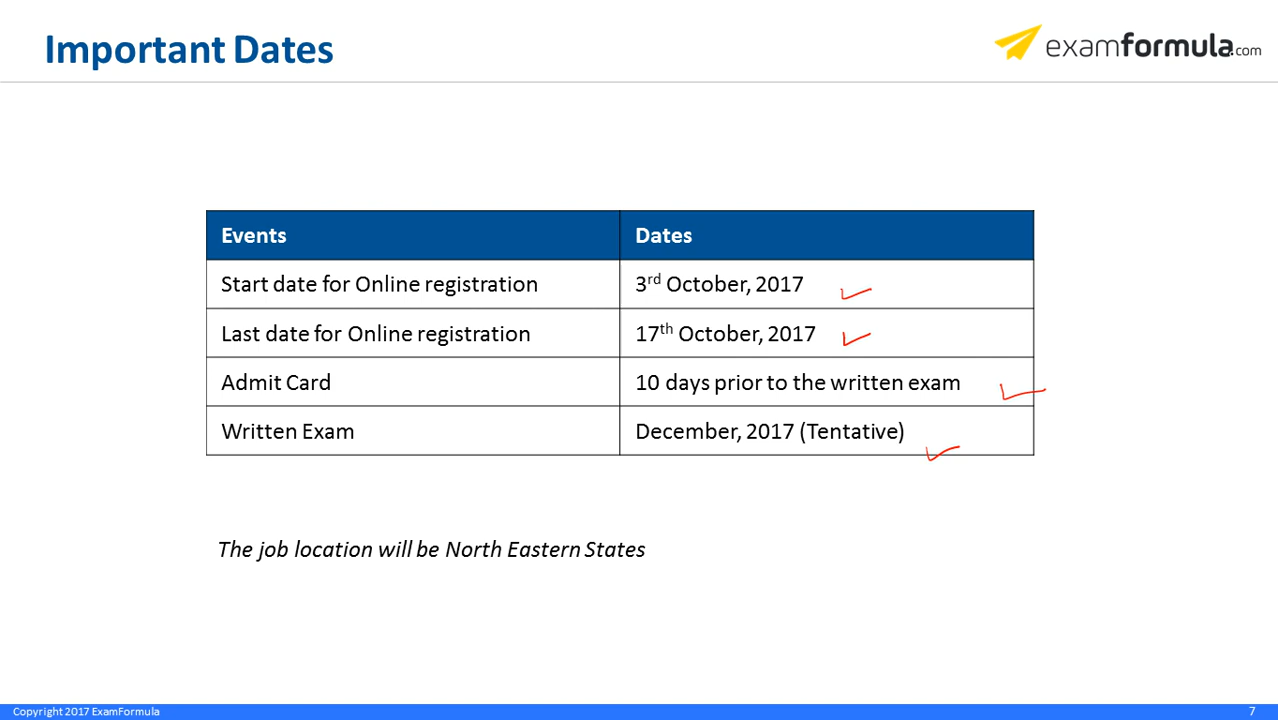 Important Dates
examformula.com
Events Dates
Start date for Online registration 3rd October, 2017
Last date for Online registration 17th October, 2017
Admit Card 10 days prior to the written exam
Written Exam December, 2017 (Tentative)
The job location will be North Eastern States
Copyright 2017 ExamFormula 7